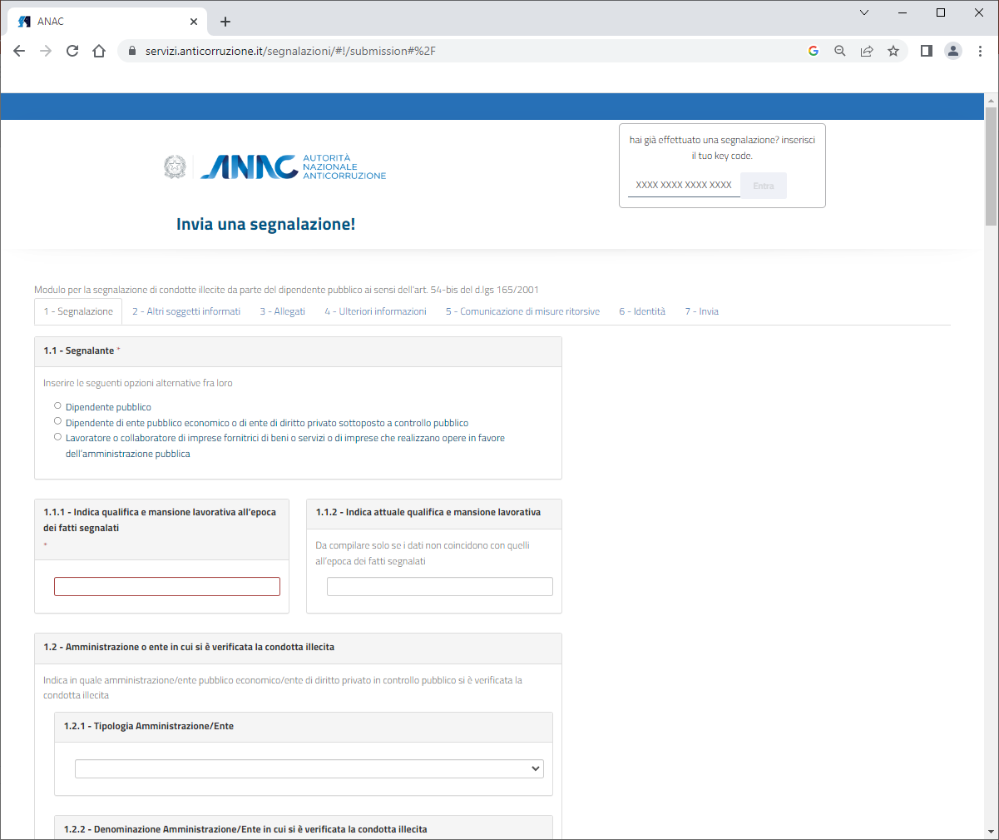 ANAC
servizi.anticorruzione.it/segnalazioni/#!/submission#%2F
hai già effettuato una segnalazione? inserisci
il tuo key code.
XXXX XXXX XXXX XXXX
Entra
ANAC
AUTORITÀ
NAZIONALE
ANTICORRUZIONE
Invia una segnalazione!
Modulo per la segnalazione di condotte illecite da parte del dipendente pubblico ai sensi dell'art. 54-bis del d.lgs 165/2001
1 - Segnalazione 2 - Altri soggetti informati 3 - Allegati 4 - Ulteriori informazioni 5 - Comunicazione di misure ritorsive 6 - Identità 7 - Invia
1.1 - Segnalante *
Inserire le seguenti opzioni alternative fra loro
Dipendente pubblico
Dipendente di ente pubblico economico o di ente di diritto privato sottoposto a controllo pubblico
Lavoratore o collaboratore di imprese fornitrici di beni o servizi o di imprese che realizzano opere in favore
dell'amministrazione pubblica
1.1.1 - Indica qualifica e mansione lavorativa all'epoca
dei fatti segnalati
*
1.1.2 - Indica attuale qualifica e mansione lavorativa
Da compilare solo se i dati non coincidono con quelli
all'epoca dei fatti segnalati
1.2 - Amministrazione o ente in cui si è verificata la condotta illecita
Indica in quale amministrazione/ente pubblico economico/ente di diritto privato in controllo pubblico si è verificata la
condotta illecita
1.2.1 - Tipologia Amministrazione/Ente
1.2.2 - Denominazione Amministrazione/Ente in cui si è verificata la condotta illecita